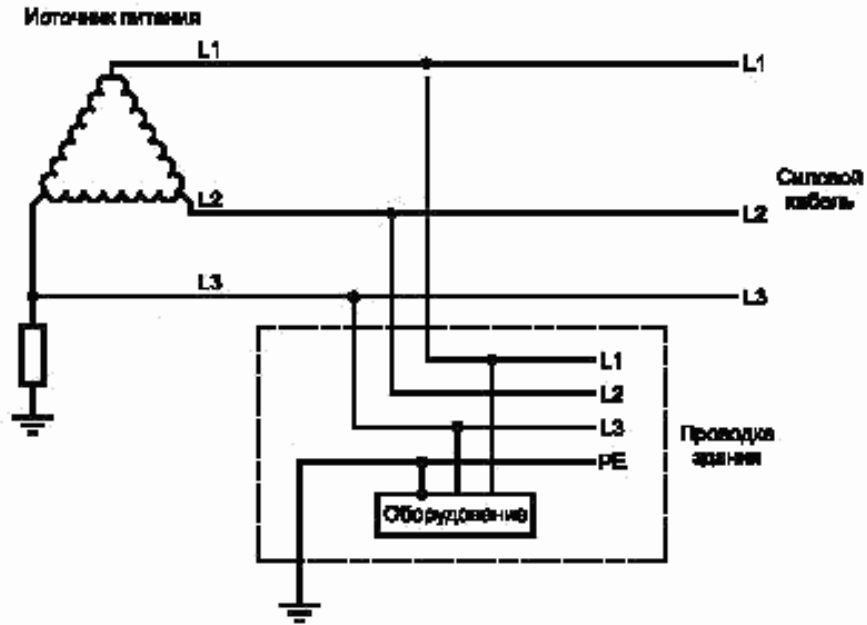 Источник питания
L1
L1
L2
L2
Силовой
кабель
L3
L3
L1
L2
L3
PE
Проводка
здания
Оборудование